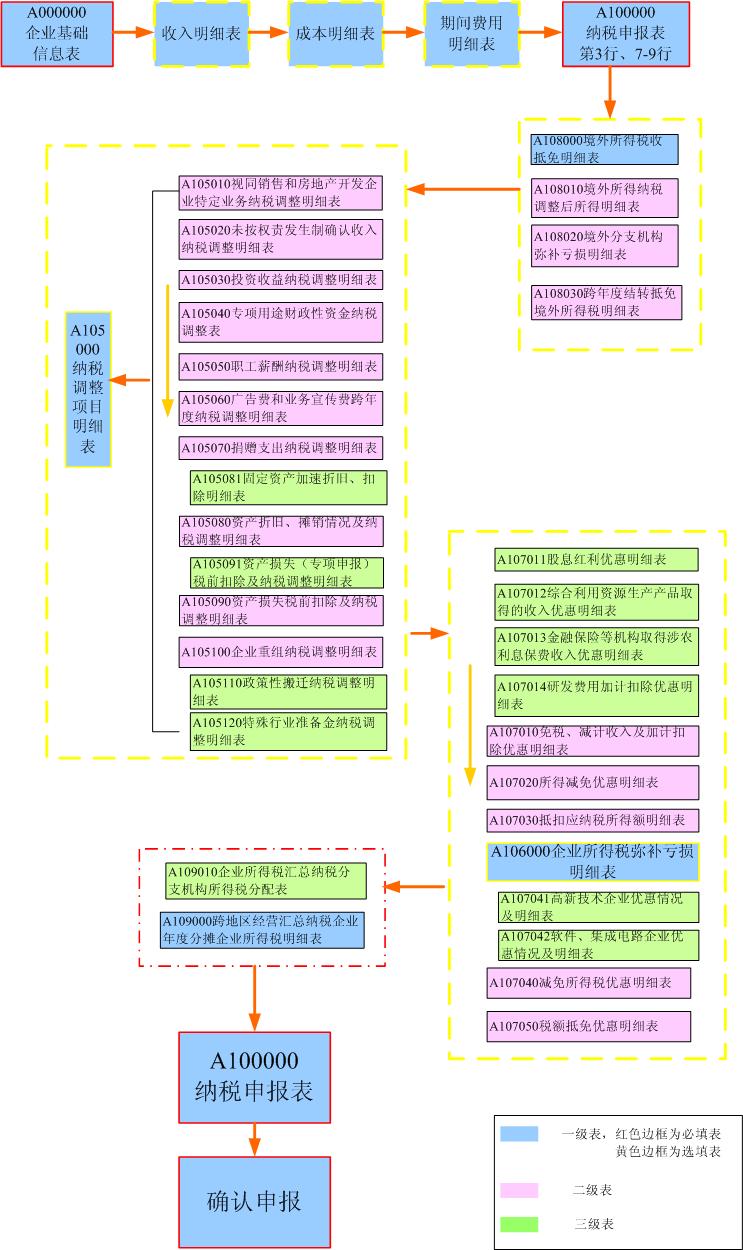 A000000
企业基础
信息表
收入明细表
成本明细表
期间费用
明细表
A100000
纳税申报表
第3行、7-9行
A108000境外所得税收
抵免明细表
A108010境外所得纳税
调整后所得明细表
A108020境外分支机构
弥补亏损明细表
A108030跨年度结转抵免
境外所得税明细表
A105010视同销售和房地产开发企
业特定业务纳税调整明细表
A105020未按权责发生制确认收入
纳税调整明细表
A105030投资收益纳税调整明细表
A105040专项用途财政性资金纳税
调整表
A105050职工薪酬纳税调整明细表
A105060广告费和业务宣传费跨年
度纳税调整明细表
A105070捐赠支出纳税调整明细表
A105081固定资产加速折旧、扣
除明细表
A105080资产折旧、摊销情况及纳
税调整明细表
A105091资产损失（专项申报）
税前扣除及纳税调整明细表
A105090资产损失税前扣除及纳税
调整明细表
A105100企业重组纳税调整明细表
A105110政策性搬迁纳税调整明
细表
A105120特殊行业准备金纳税调
整明细表
A105
000
纳税
调整
项目
明细
表
A107011股息红利优惠明细表
A107012综合利用资源生产产品取
得的收入优惠明细表
A107013金融保险等机构取得涉农
利息保费收入优惠明细表
A107014研发费用加计扣除优惠明
细表
A107010免税、减计收入及加计扣
除优惠明细表
A107020所得减免优惠明细表
A107030抵扣应纳税所得额明细表
A106000企业所得税弥补亏损
明细表
A107041高新技术企业优惠情况
及明细表
A107042软件、集成电路企业优
惠情况及明细表
A107040减免所得税优惠明细表
A107050税额抵免优惠明细表
A109010企业所得税汇总纳税分
支机构所得税分配表
A109000跨地区经营汇总纳税企业
年度分摊企业所得税明细表
A100000
纳税申报表
确认申报
一级表，红色边框为必填表
黄色边框为选填表
二级表
三级表